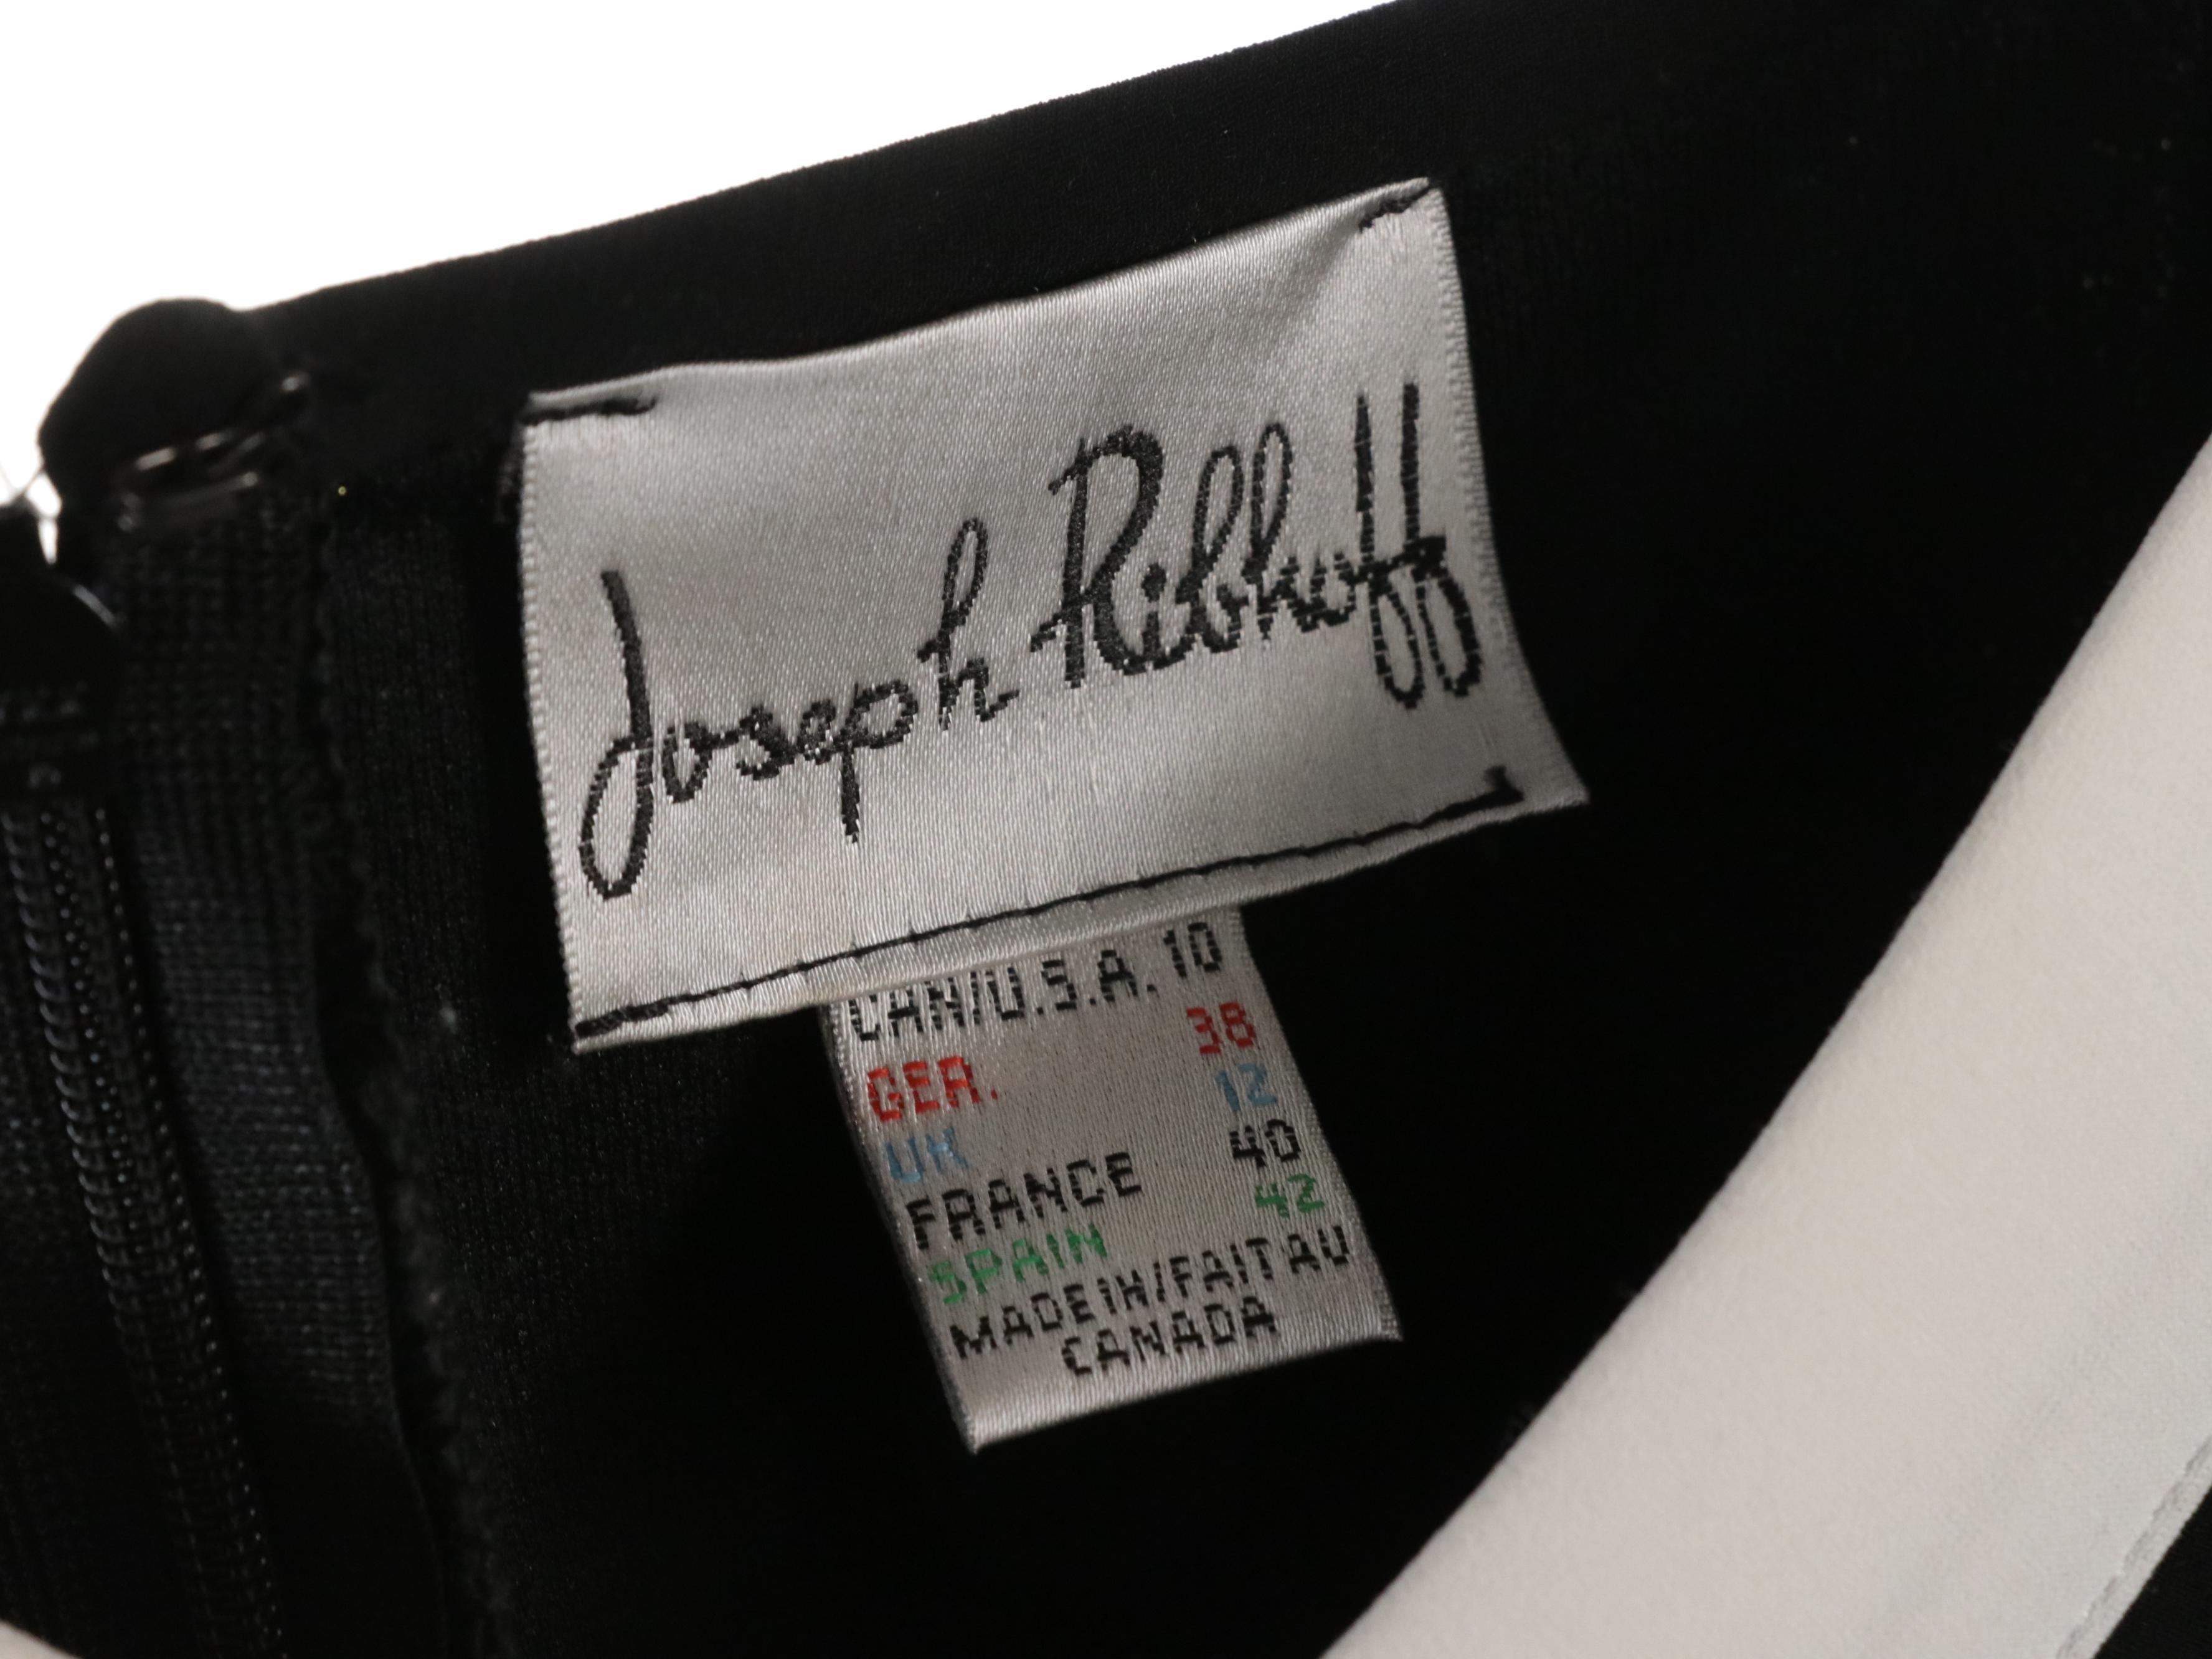 Joseph Ribkoff
CAN/U.S.A. 10
GER. 38
UK 12
FRANCE 40
SPAIN 42
MADE IN/FAIT AU
CANADA